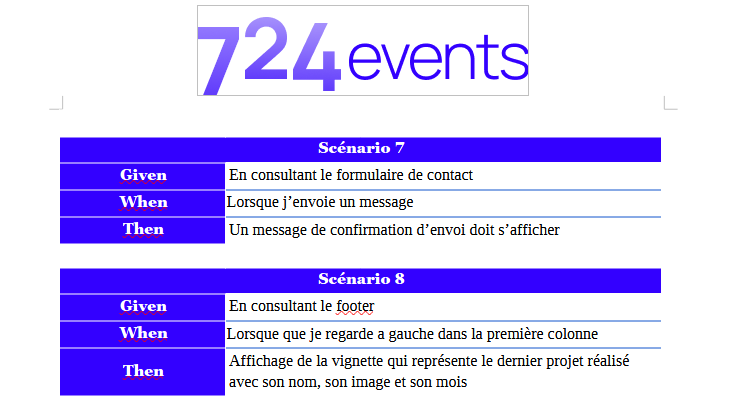 724 events
Scénario 7
Given En consultant le formulaire de contact
When Lorsque j’envoie un message
Then Un message de confirmation d’envoi doit s’afficher
Scénario 8
Given En consultant le footer
When Lorsque que je regarde a gauche dans la première colonne
Then Affichage de la vignette qui représente le dernier projet réalisé
avec son nom, son image et son mois